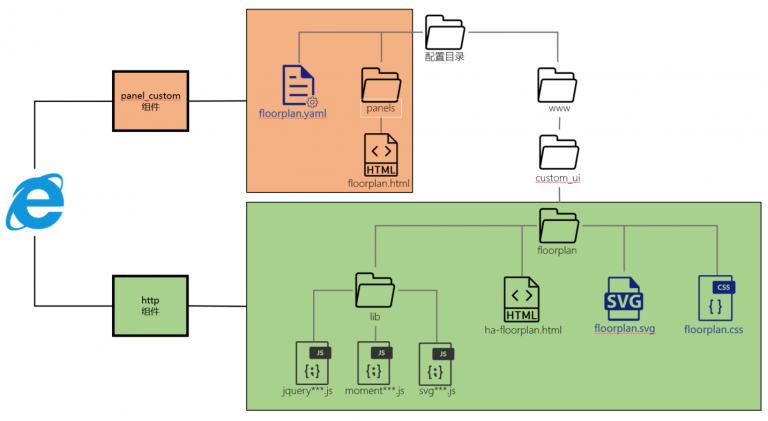 配置目录
panel_custom
组件
floorplan.yaml
panels
www
HTML
floorplan.html
custom_ui
floorplan
http
组件
lib
HTML
ha-floorplan.html
SVG
floorplan.svg
CSS
floorplan.css
JS
jquery***.js
JS
moment***.js
JS
svg***.js